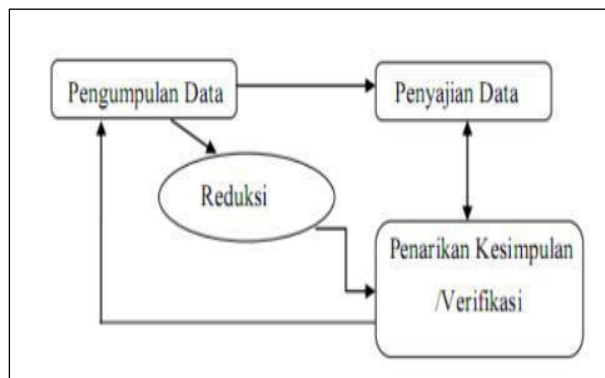 Pengumpulan Data
Penyajian Data
Reduksi
Penarikan Kesimpulan
/Verifikasi